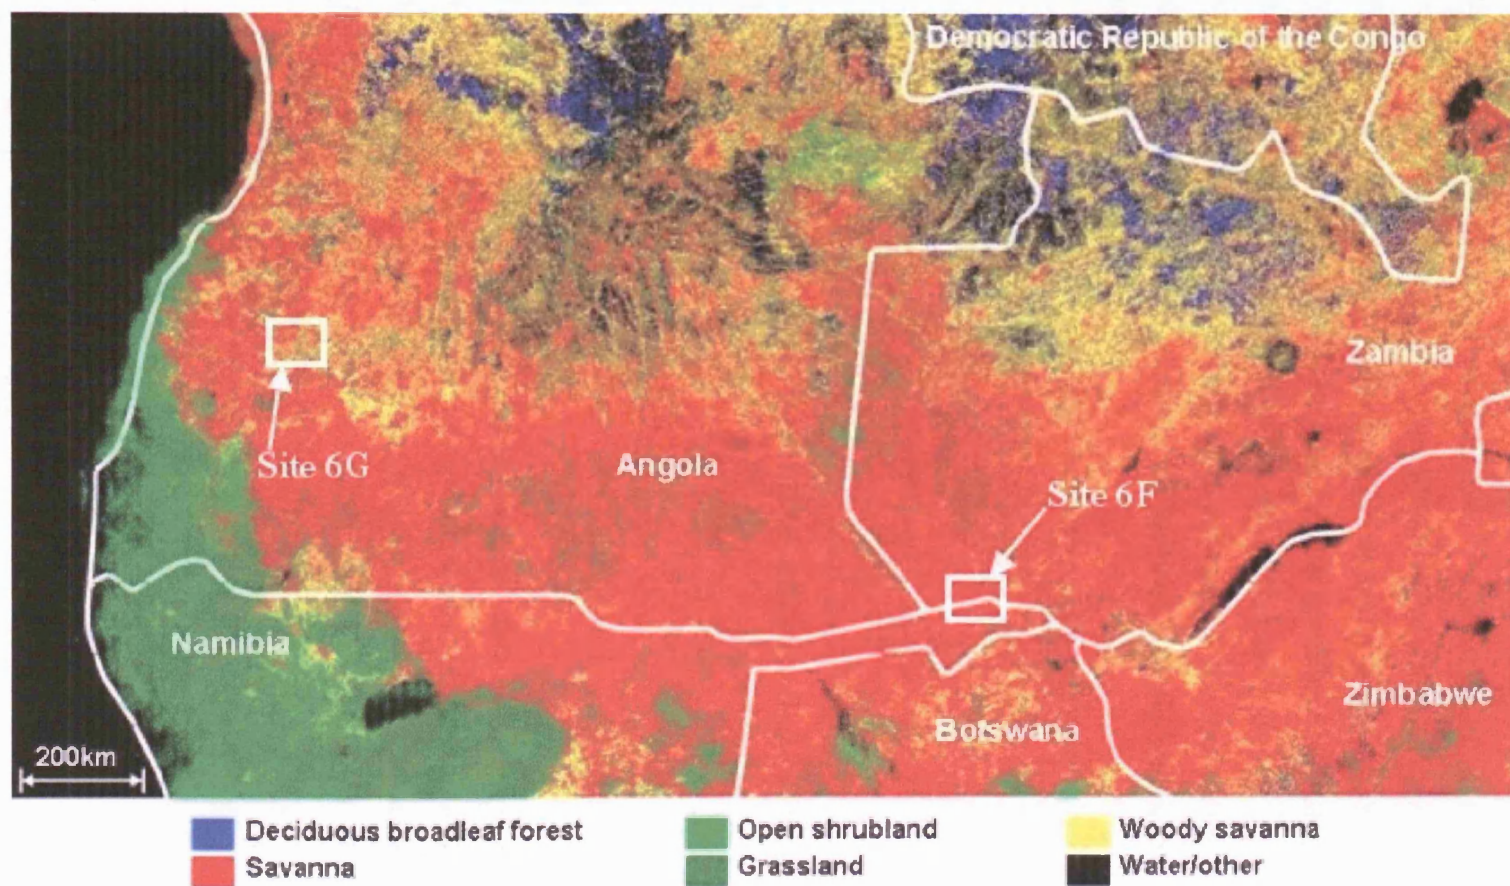 Democratic Republic of the Congo
Zambia
Site 6G
Angola
Site 6F
Namibia
Zimbabwe
Botswana
200km
Deciduous broadleaf forest
Open shrubland
Woody savanna
Savanna
Grassland
Water/other